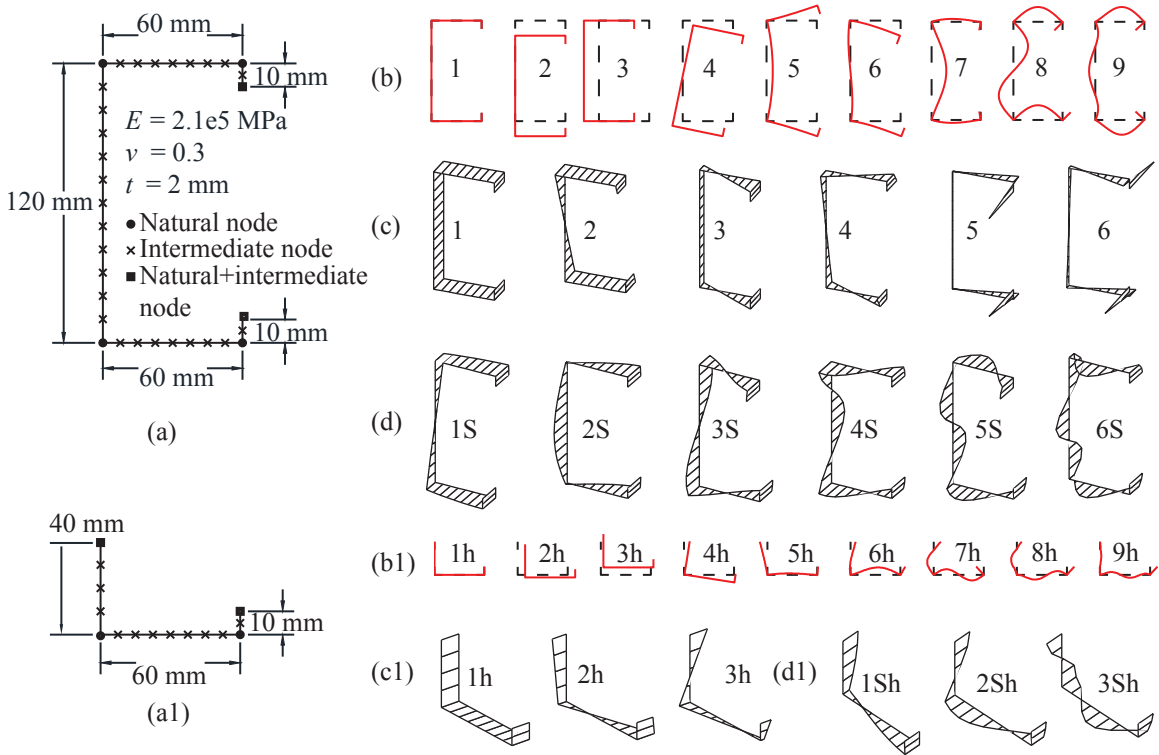 60 mm
10 mm
E = 2.1e5 MPa
v = 0.3
t = 2 mm
120 mm
Natural node
Intermediate node
Natural+intermediate
node
10 mm
60 mm
(a)
40 mm
10 mm
60 mm
(a1)
(b) 1 2 3 4 5 6 7 8 9
(c) 1 2 3 4 5 6
(d) 1S 2S 3S 4S 5S 6S
(b1) 1h 2h 3h 4h 5h 6h 7h 8h 9h
(c1) 1h 2h 3h (d1) 1Sh 2Sh 3Sh